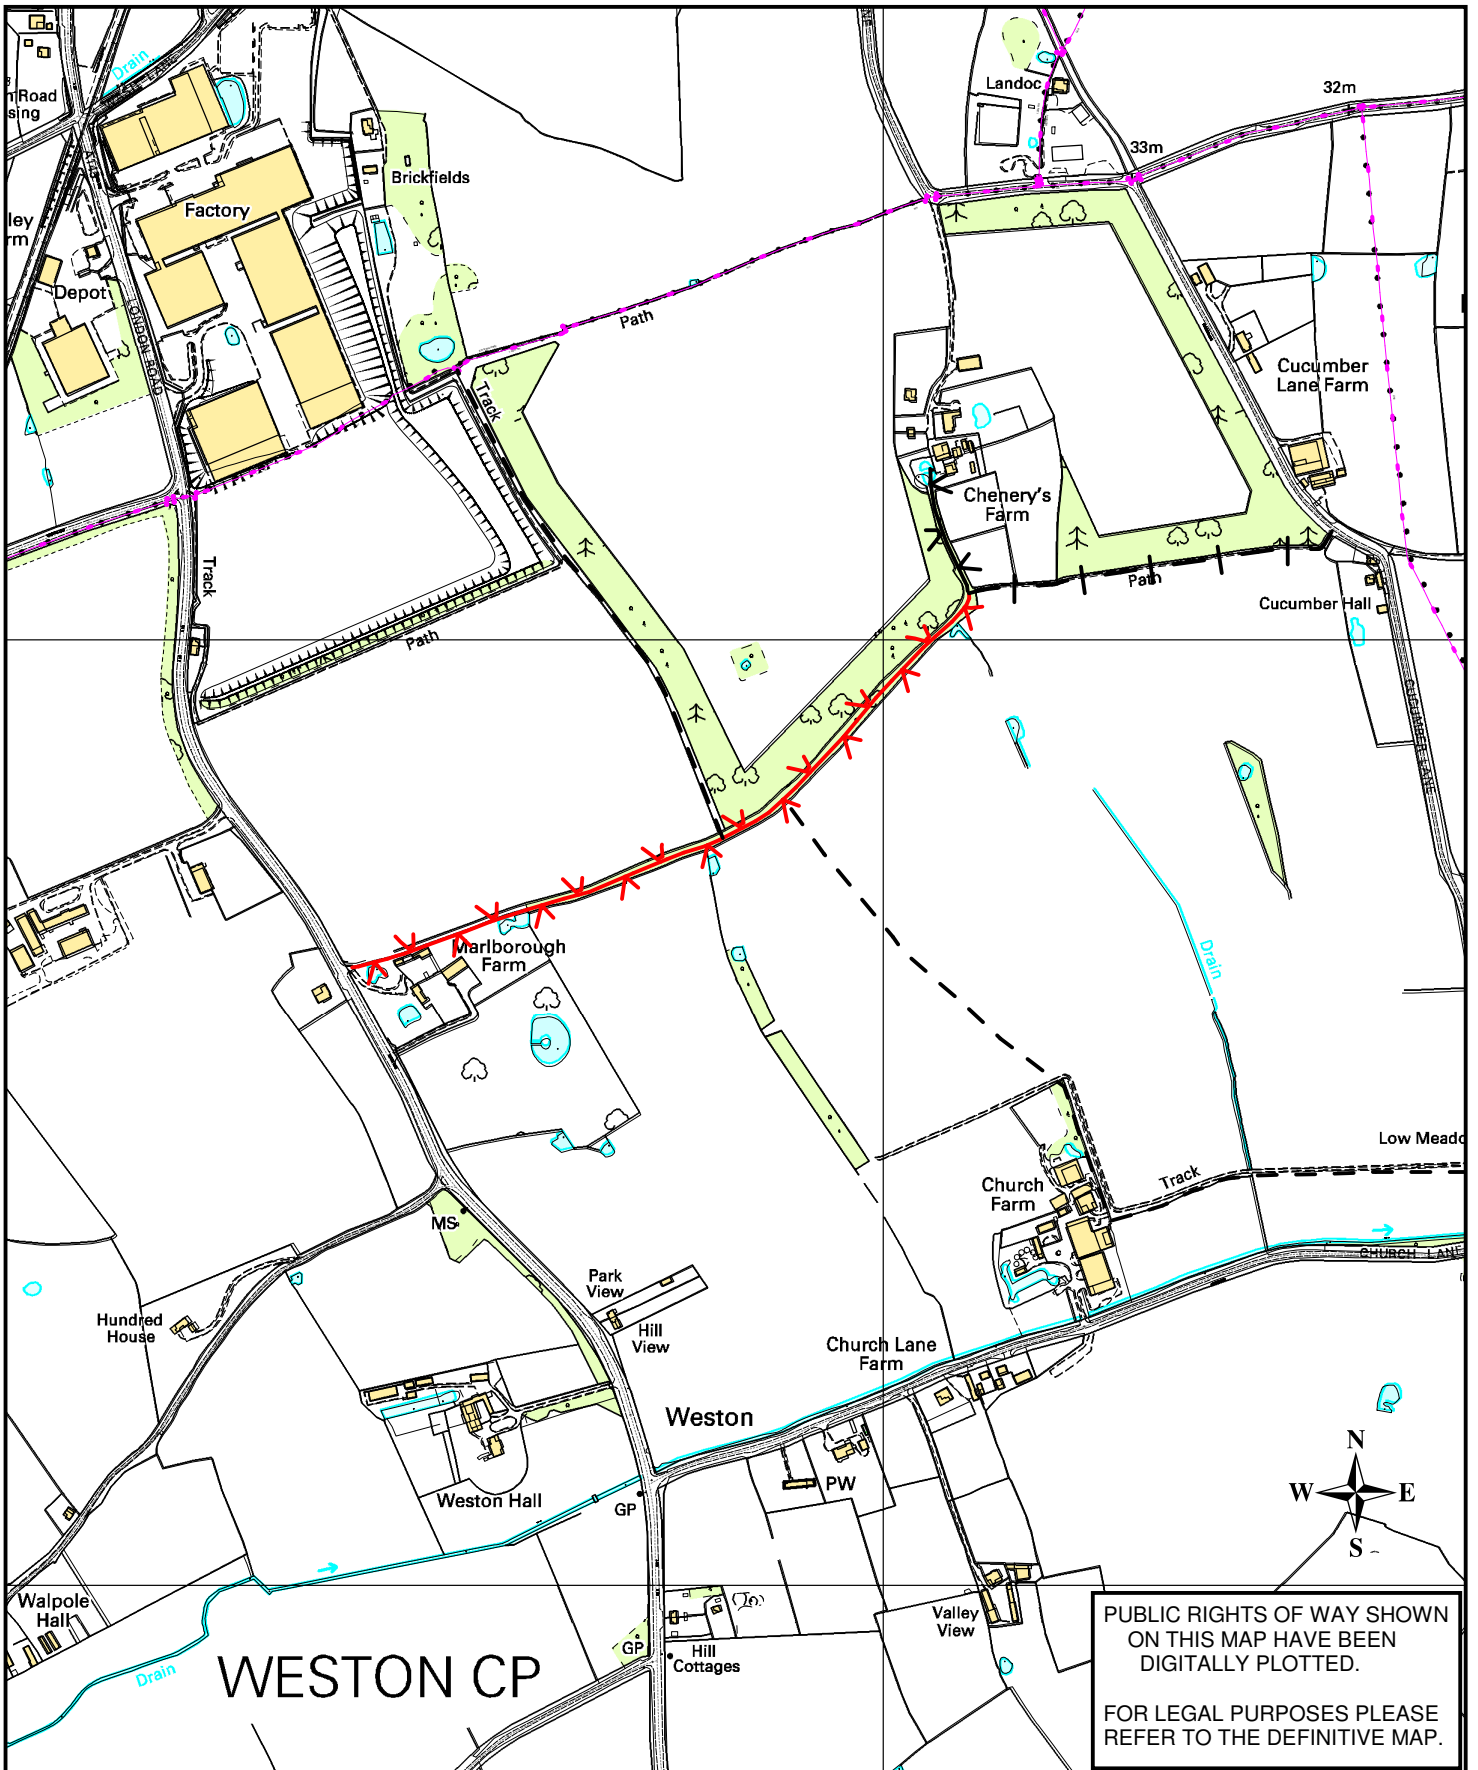 Drain
Road
sing
Landoc
32m
33m
Brickfields
Factory
ley
rm
Depot
LONDON ROAD
Path
Track
Cucumber
Lane Farm
Chenery's
Farm
Path
Track
Cucumber Hall
Path
CUCUMBER LANE
Marlborough
Farm
Drain
Low Meado
Track
Church
Farm
MS
CHURCH LANE
Park
View
Hundred
House
Hill
View
Church Lane
Farm
Weston
N
W E
S
PW
Weston Hall
GP
Walpole
Hall
Valley
View
GP
Hill
Cottages
Drain
WESTON CP
PUBLIC RIGHTS OF WAY SHOWN
ON THIS MAP HAVE BEEN
DIGITALLY PLOTTED.
FOR LEGAL PURPOSES PLEASE
REFER TO THE DEFINITIVE MAP.